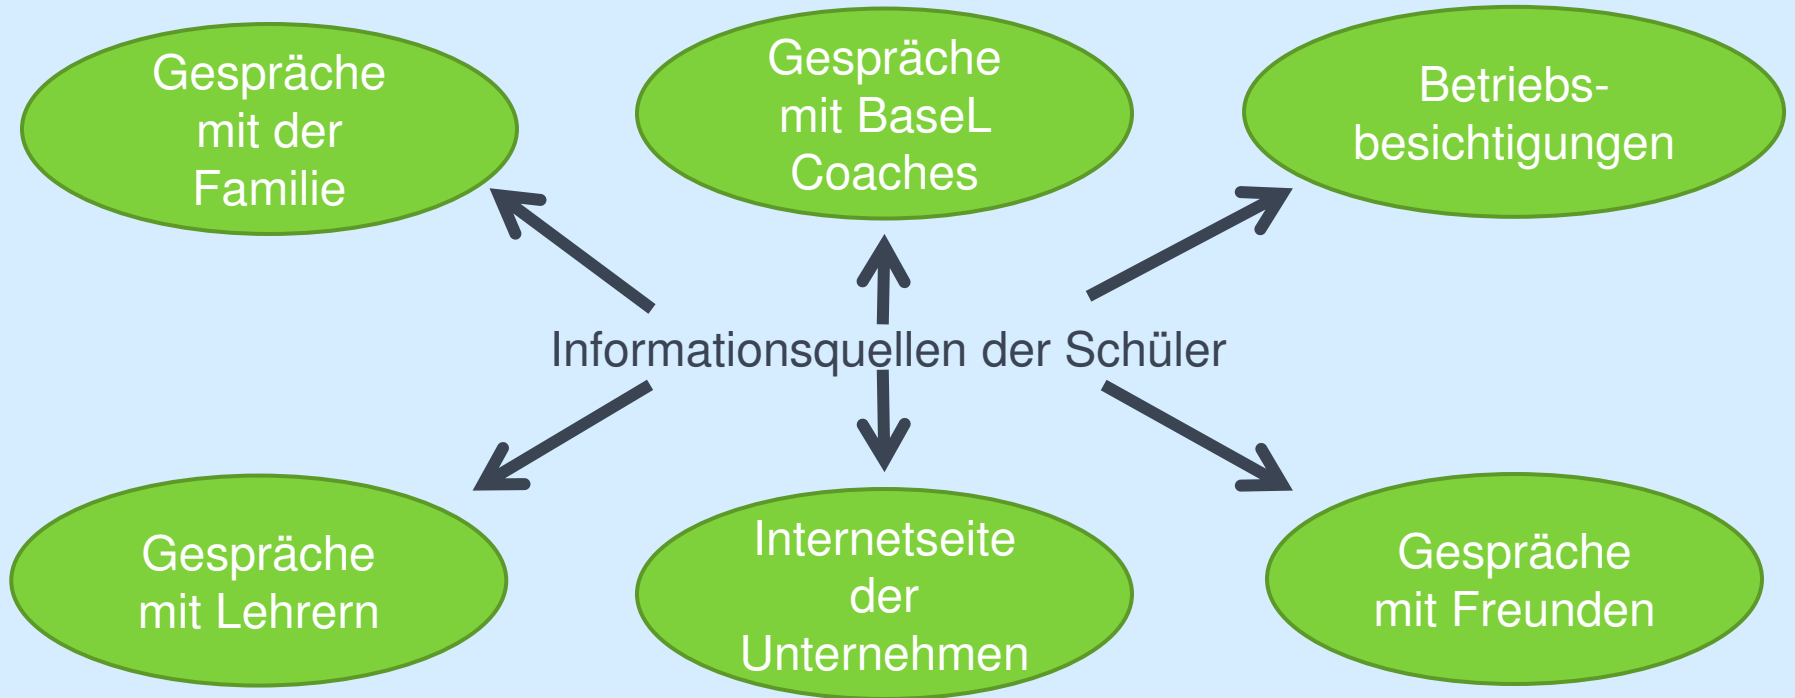 Gespräche
mit der
Familie
Gespräche
mit BaseL
Coaches
Betriebs-
besichtigungen
Informationsquellen der Schüler
Gespräche
mit Lehrern
Internetseite
der
Unternehmen
Gespräche
mit Freunden